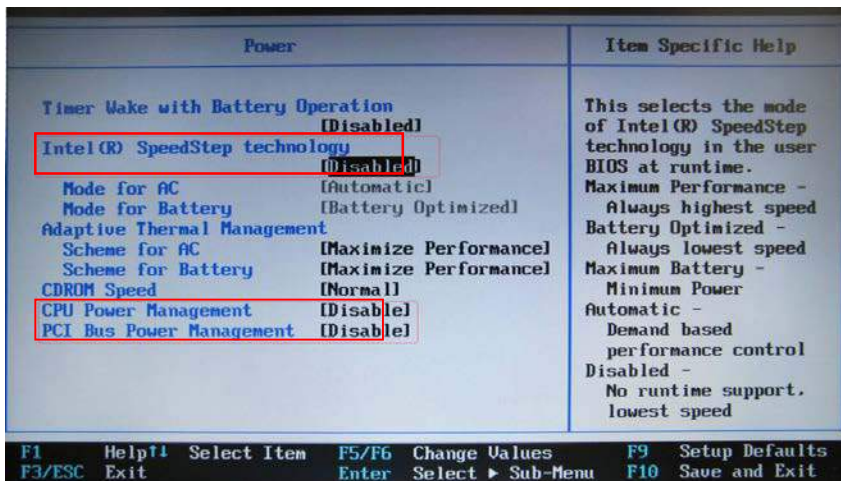 Power
Item Specific Help
Timer Wake with Battery Operation
[Disabled]
Intel(R) SpeedStep technology
[Disabled]
Mode for AC [Automatic]
Mode for Battery [Battery Optimized]
Adaptive Thermal Management
Scheme for AC [Maximize Performance]
Scheme for Battery [Maximize Performance]
CDROM Speed [Normal]
CPU Power Management [Disable]
PCI Bus Power Management [Disable]
This selects the mode
of Intel(R) SpeedStep
technology in the user
BIOS at runtime.
Maximum Performance -
Always highest speed
Battery Optimized -
Always lowest speed
Maximum Battery -
Minimum Power
Automatic -
Demand based
performance control
Disabled -
No runtime support.
lowest speed
F1 Help↑↓ Select Item F5/F6 Change Values F9 Setup Defaults
F3/ESC Exit Enter Select ▶ Sub-Menu F10 Save and Exit